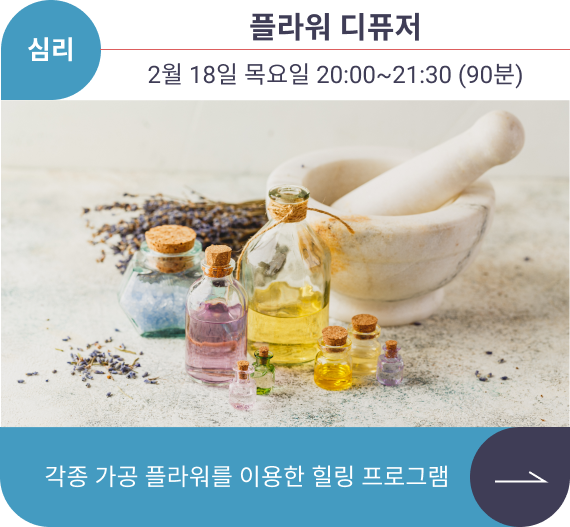 심리
플라워 디퓨저
2월 18일 목요일 20:00~21:30 (90분)
각종 가공 플라워를 이용한 힐링 프로그램